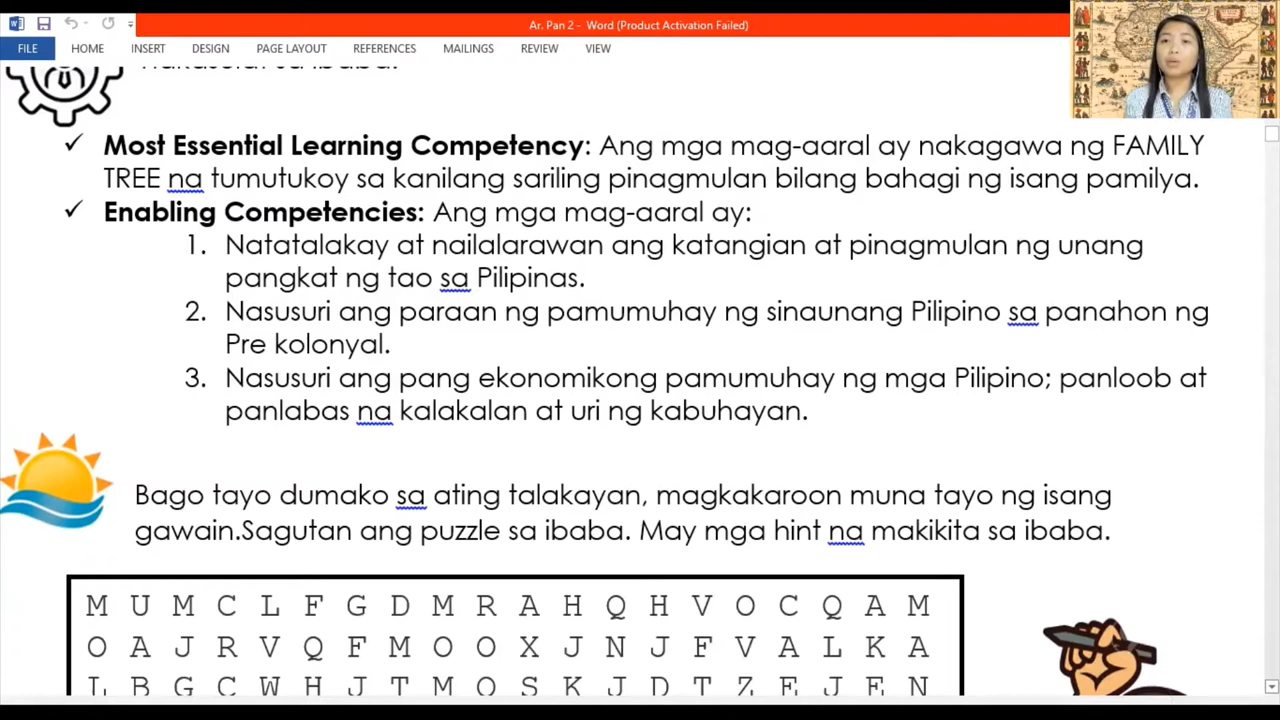 Ar. Pan 2 - Word (Product Activation Failed)
FILE HOME INSERT DESIGN PAGE LAYOUT REFERENCES MAILINGS REVIEW VIEW
sa ibaba.
✓ Most Essential Learning Competency: Ang mga mag-aaral ay nakagawa ng FAMILY
TREE na tumutukoy sa kanilang sariling pinagmulan bilang bahagi ng isang pamilya.
✓ Enabling Competencies: Ang mga mag-aaral ay:
1. Natatalakay at nailalarawan ang katangian at pinagmulan ng unang
pangkat ng tao sa Pilipinas.
2. Nasusuri ang paraan ng pamumuhay ng sinaunang Pilipino sa panahon ng
Pre kolonyal.
3. Nasusuri ang pang ekonomikong pamumuhay ng mga Pilipino; panloob at
panlabas na kalakalan at uri ng kabuhayan.
Bago tayo dumako sa ating talakayan, magkakaroon muna tayo ng isang
gawain.Sagutan ang puzzle sa ibaba. May mga hint na makikita sa ibaba.
M U M C L F G D M R A H Q H V O C Q A M
O A J R V Q F M O O X J N J F V A L K A
L B G C W H J T M O S K J D T Z E J E N